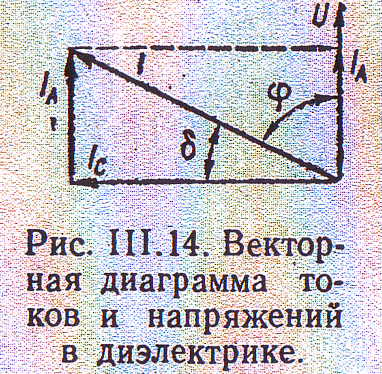 U
I_A
I
I_A
φ
δ
I_C
Рис. III.14. Вектор-
ная диаграмма то-
ков и напряжений
в диэлектрике.